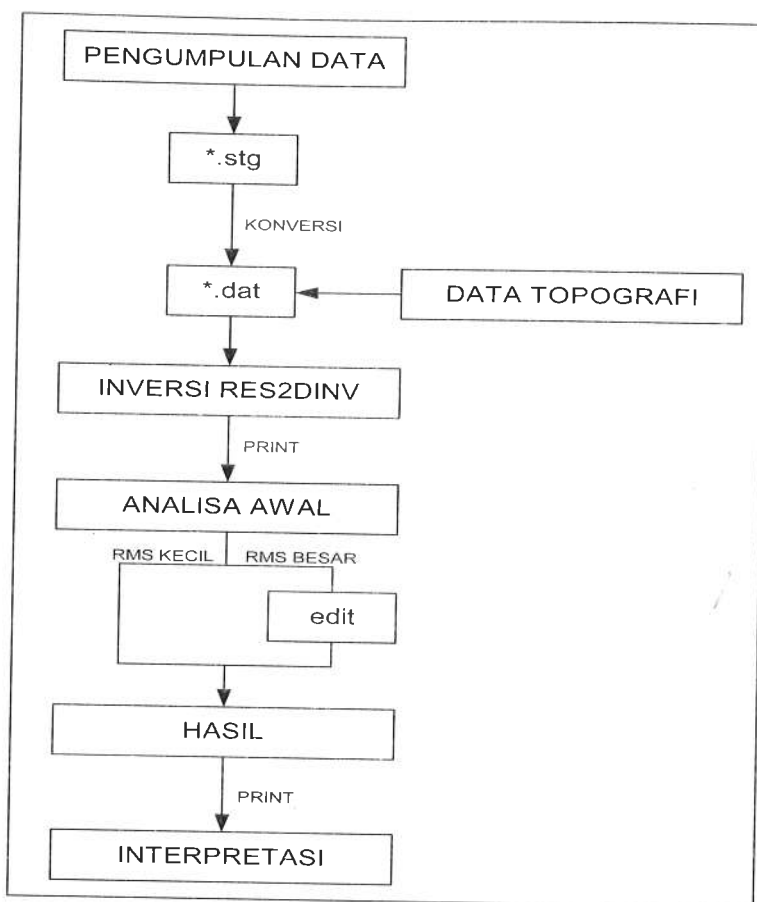 PENGUMPULAN DATA
*.stg
KONVERSI
*.dat
DATA TOPOGRAFI
INVERSI RES2DINV
PRINT
ANALISA AWAL
RMS KECIL
RMS BESAR
edit
HASIL
PRINT
INTERPRETASI